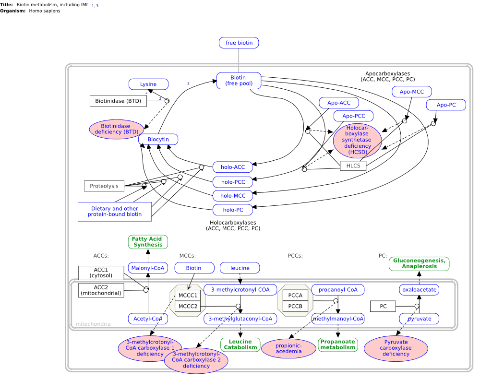 Title: Biotin metabolism, including IMDs
Organism: Homo sapiens
free biotin
Biotin
(free pool)
Apocarboxylases
(ACC, MCC, PCC, PC)
Lysine
Biotinidase (BTD)
Apo-MCC
Apo-ACC
Apo-PC
Apo-PCC
Biotinidase
deficiency (BTD)
Biocytin
Holocar-
boxylase
synthetase
deficiency
(HCSD)
HLCS
holo-ACC
Proteolysis
holo-PCC
holo-MCC
Dietary and other
protein-bound biotin
holo-PC
Holocarboxylases
(ACC, MCC, PCC, PC)
Fatty Acid
Synthesis
ACCs:
MCCs:
PCCs:
PC:
Gluconeogenesis,
Anaplerosis
ACC1
(cytosol)
Malonyl-CoA
Biotin
leucine
ACC2
(mitochondrial)
MCCC1
MCCC2
3 methylcrotonyl COA
PCCA
PCCB
propanoyl CoA
oxaloacetate
PC
Acetyl-CoA
3-methylglutaconyl-CoA
methylmanoyl-CoA
pyruvate
mitochondria
3-methylcrotonyl-
CoA carboxylase 1
deficiency
3-methylcrotonyl-
CoA carboxylase 2
deficiency
Leucine
Catabolism
propionic-
acedemia
Propanoate
metabolism
Pyruvate
carboxylase
deficiency